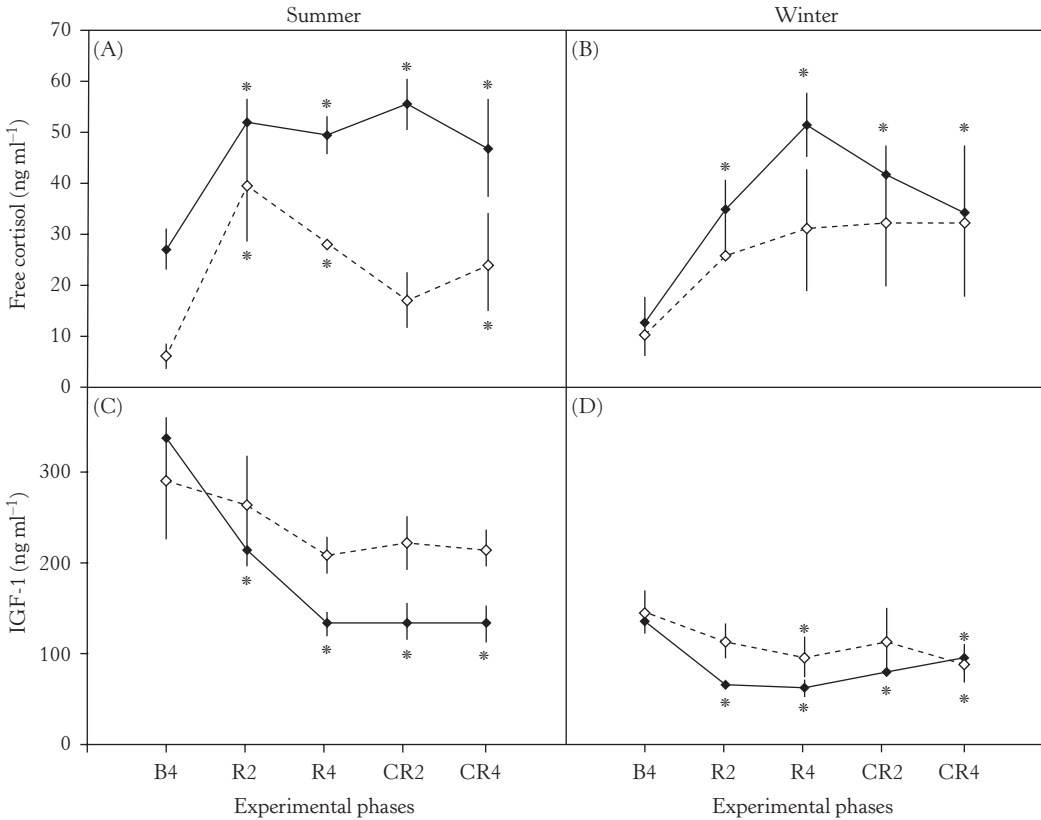 Summer Winter
(A) (B)
70
60
50
40
30
20
10
0
Free cortisol (ng ml⁻¹)
* * * * * * *
* * * *
(C) (D)
300
200
100
0
IGF-1 (ng ml⁻¹)
* * * *
* * * * * *
B4 R2 R4 CR2 CR4 B4 R2 R4 CR2 CR4
Experimental phases Experimental phases